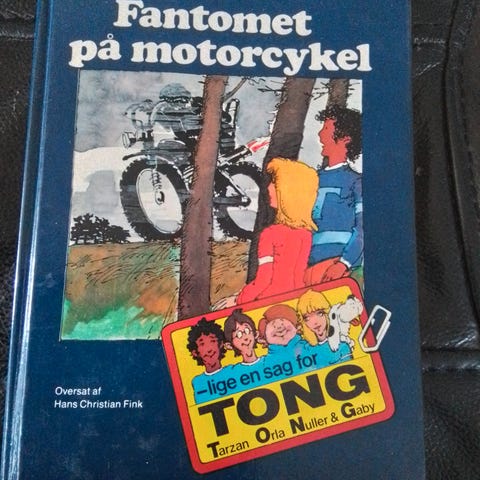 Fantomet
på motorcykel
Oversat af
Hans Christian Fink
–lige en sag for
TONG
Tarzan Orla Nuller & Gaby